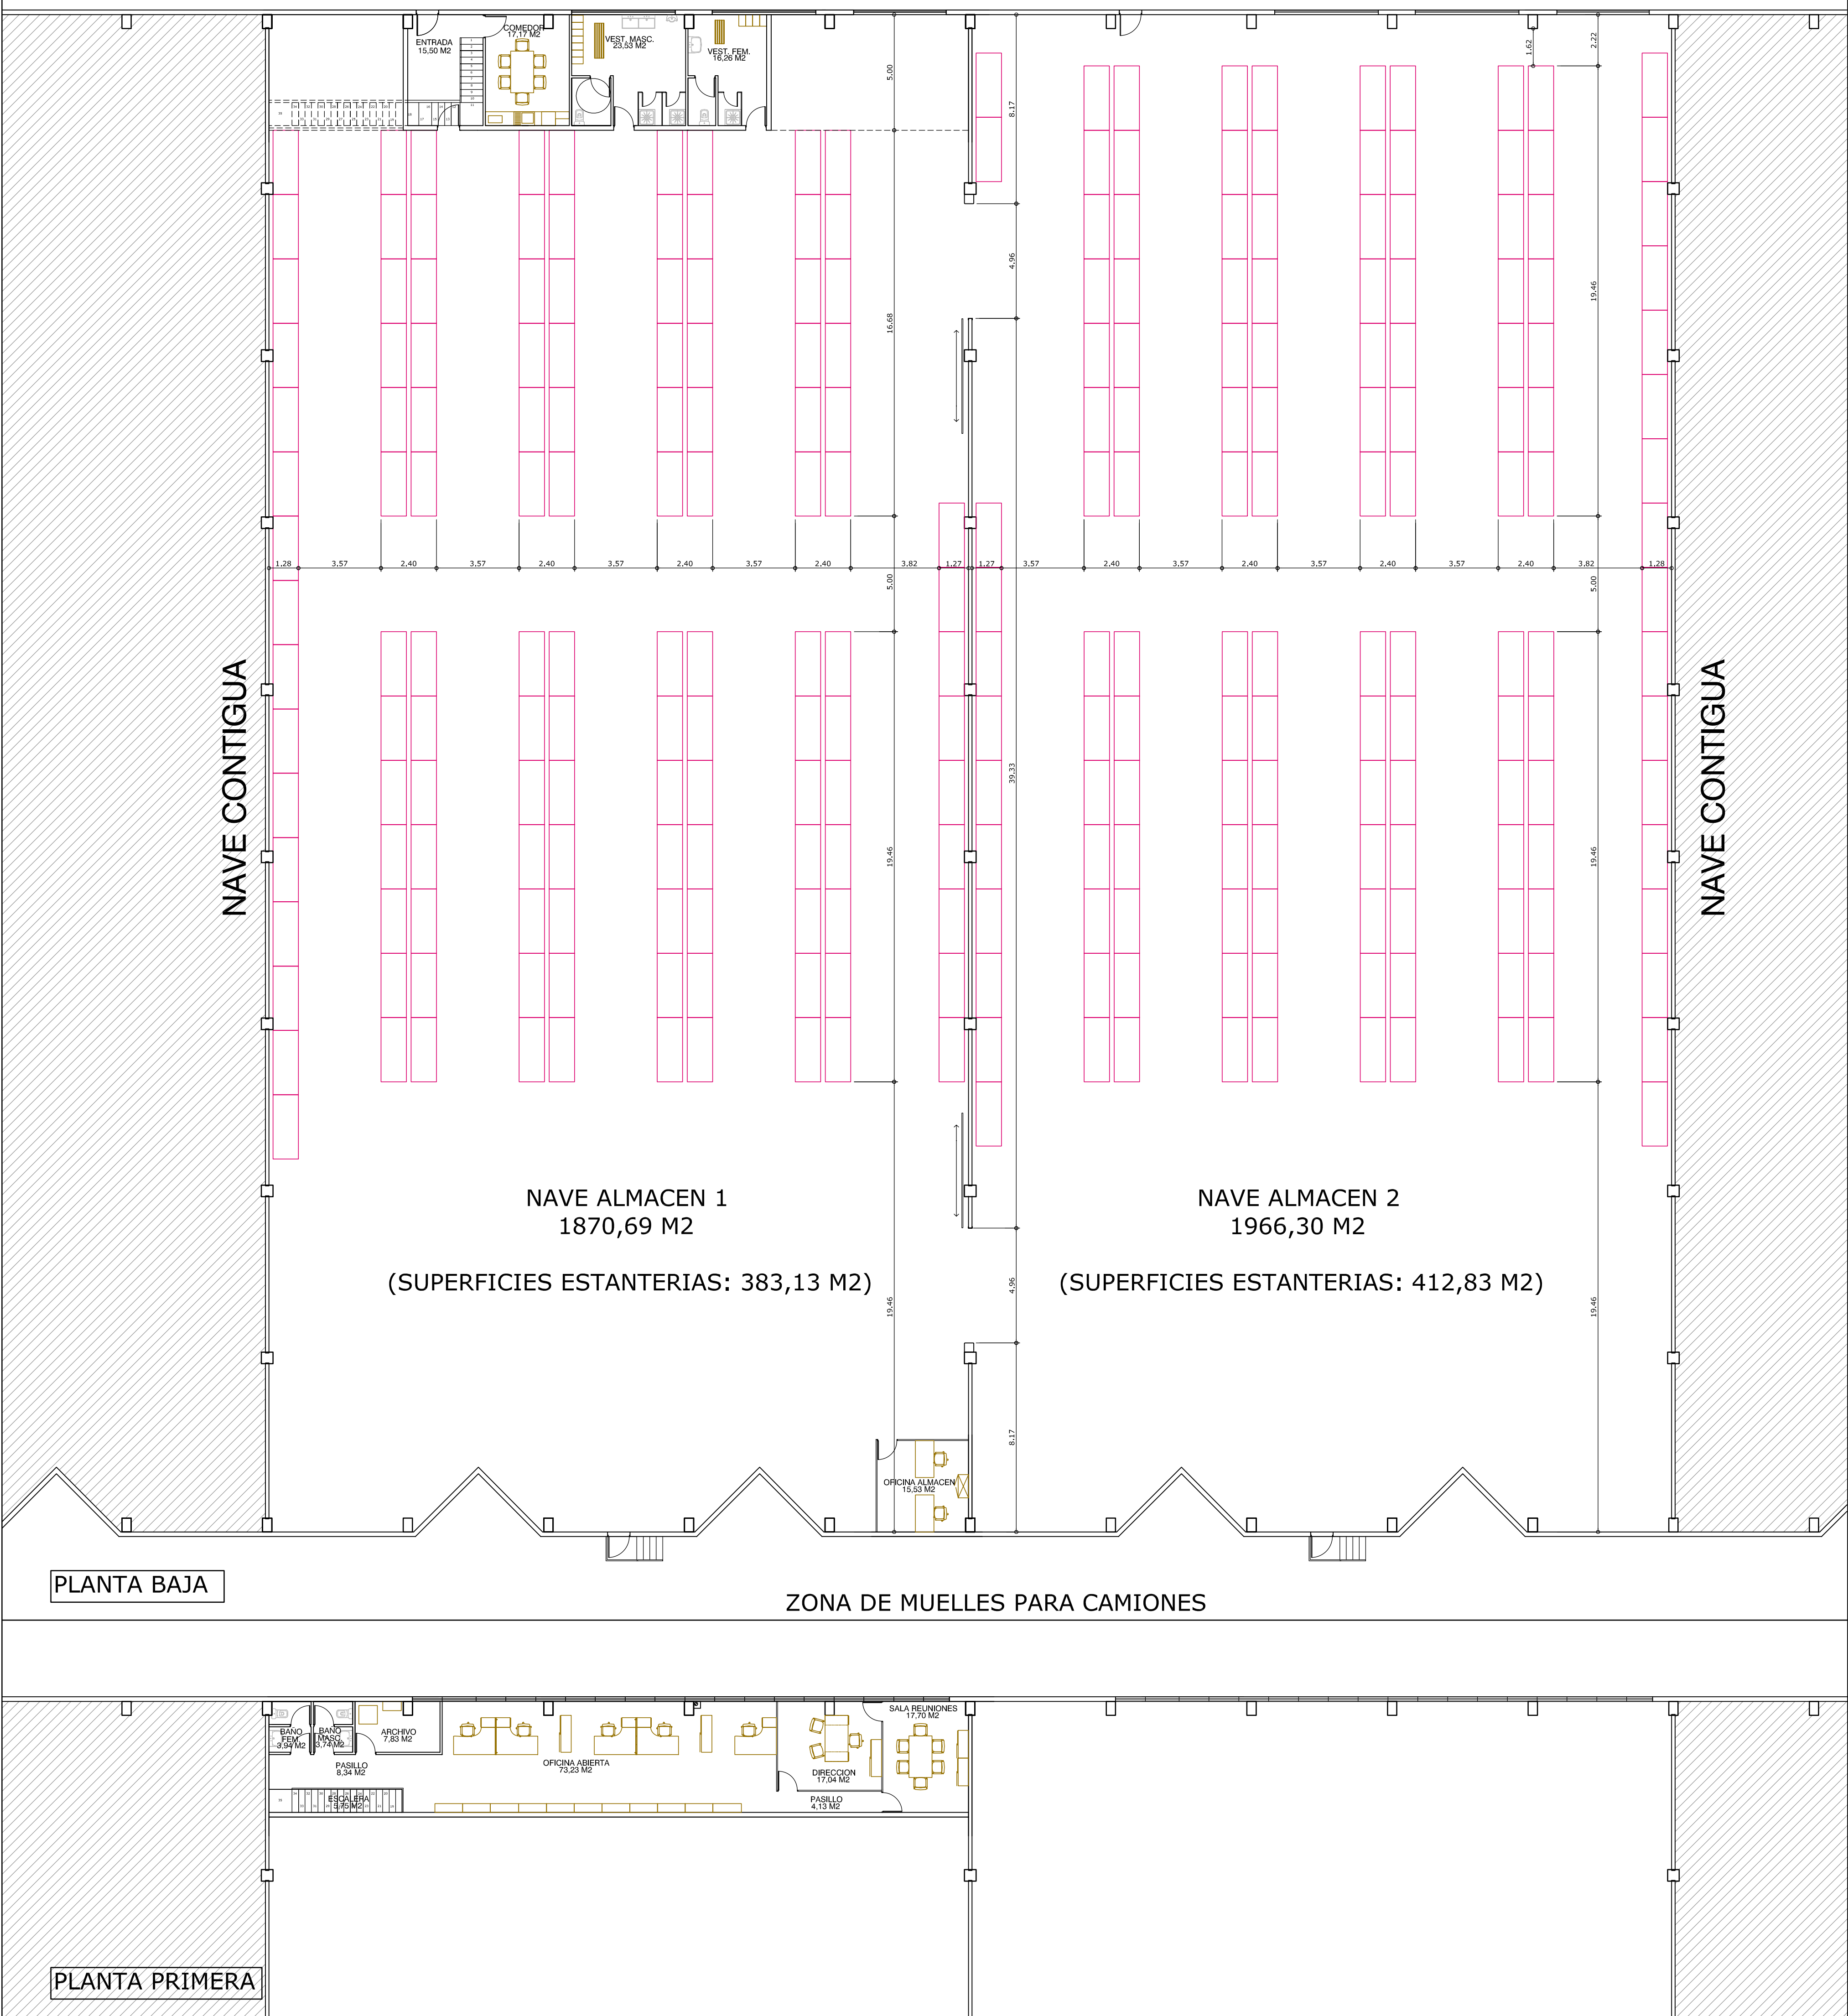 ENTRADA
15,50 M2
COMEDOR
17,17 M2
VEST. MASC.
23,53 M2
VEST. FEM.
16,26 M2
5.00
8.17
1.62
2.22
4.96
16.68
19.46
1,28
3,57
2,40
3,57
2,40
3,57
2,40
3,57
2,40
3,82
1,27
1,27
3,57
2,40
3,57
2,40
3,57
2,40
3,57
2,40
3,82
1,28
5.00
5.00
NAVE CONTIGUA
NAVE CONTIGUA
39.33
19.46
19.46
NAVE ALMACEN 1
1870,69 M2
(SUPERFICIES ESTANTERIAS: 383,13 M2)
NAVE ALMACEN 2
1966,30 M2
(SUPERFICIES ESTANTERIAS: 412,83 M2)
19.46
4.96
19.46
8.17
OFICINA ALMACEN
15,53 M2
PLANTA BAJA
ZONA DE MUELLES PARA CAMIONES
BAÑO
FEM.
3,94 M2
BAÑO
MASC.
3,74 M2
ARCHIVO
7,83 M2
PASILLO
8,34 M2
ESCALERA
5,75 M2
OFICINA ABIERTA
73,23 M2
DIRECCION
17,04 M2
PASILLO
4,13 M2
SALA REUNIONES
17,70 M2
PLANTA PRIMERA